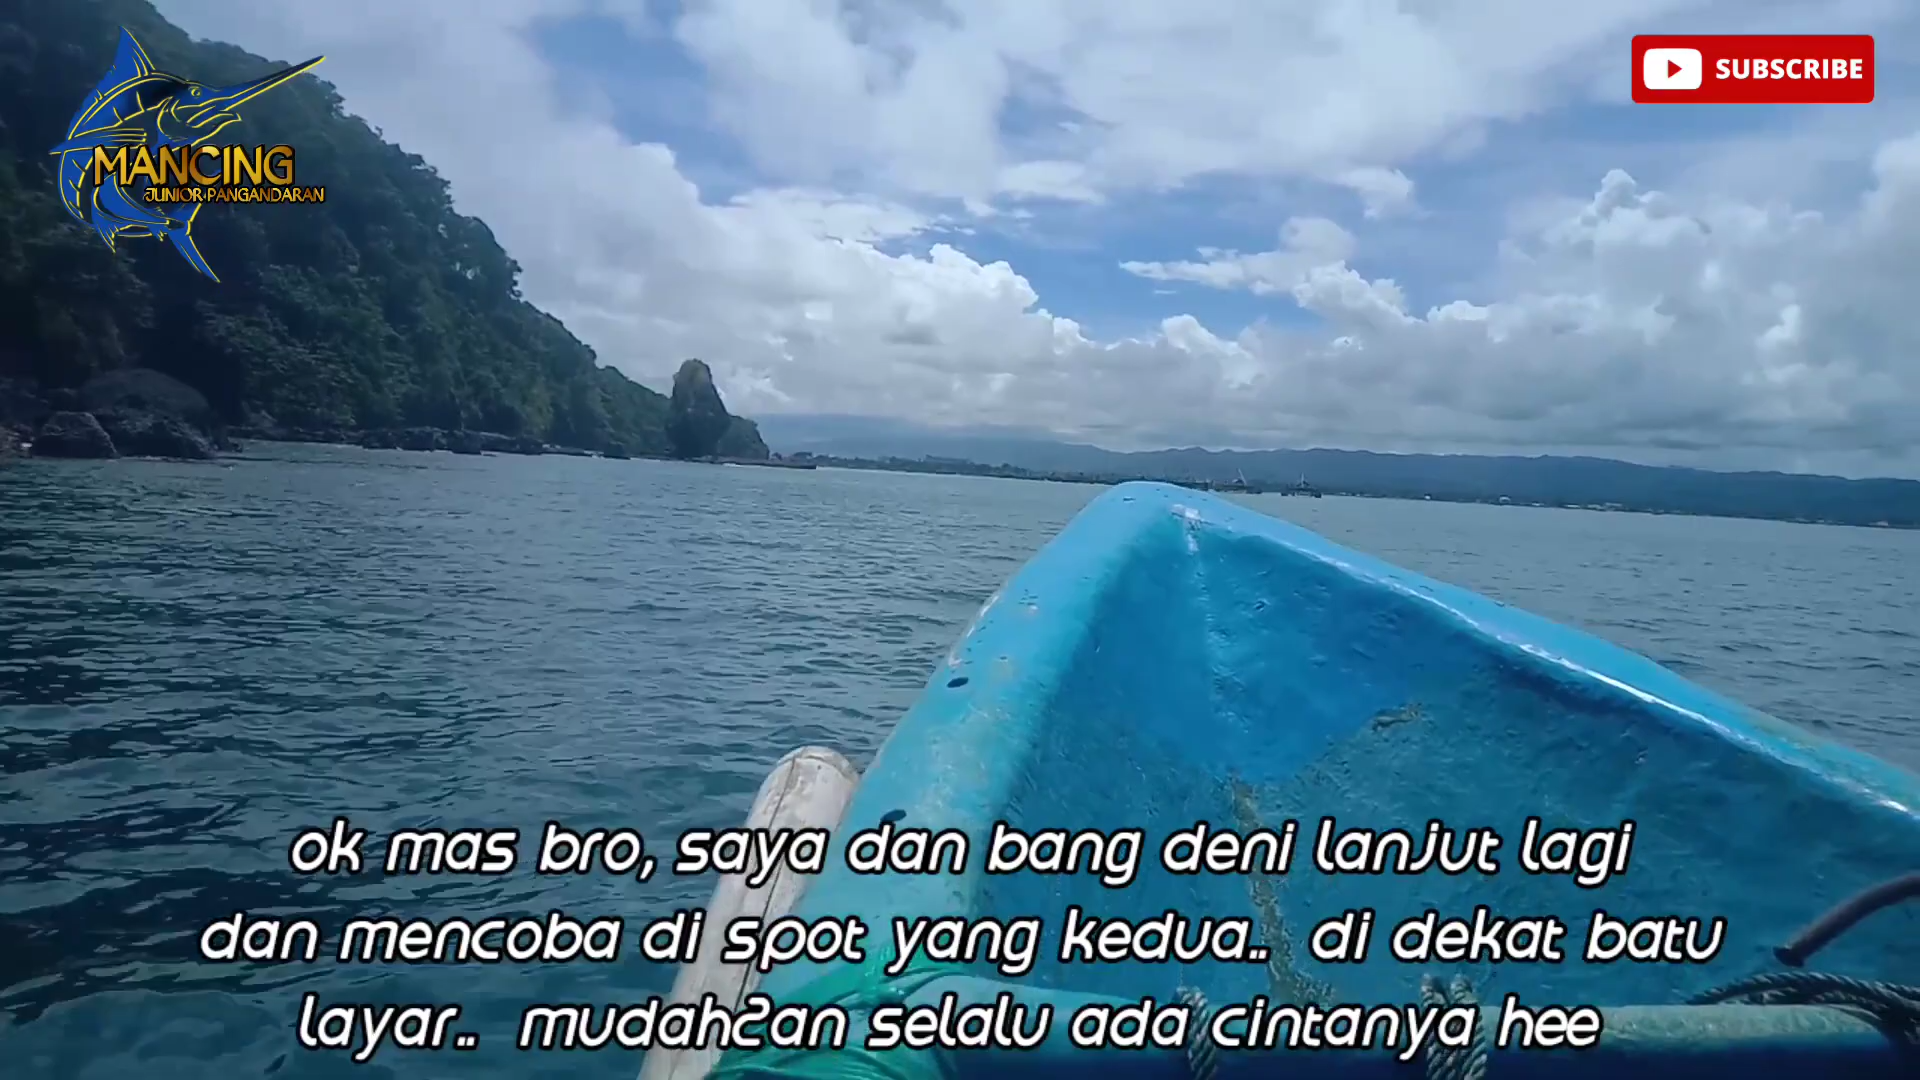 MANCING
JUNIOR PANGANDARAN
SUBSCRIBE
ok mas bro, saya dan bang deni lanjut lagi
dan mencoba di spot yang kedua.. di dekat batu
layar.. mudah2an selalu ada cintanya hee